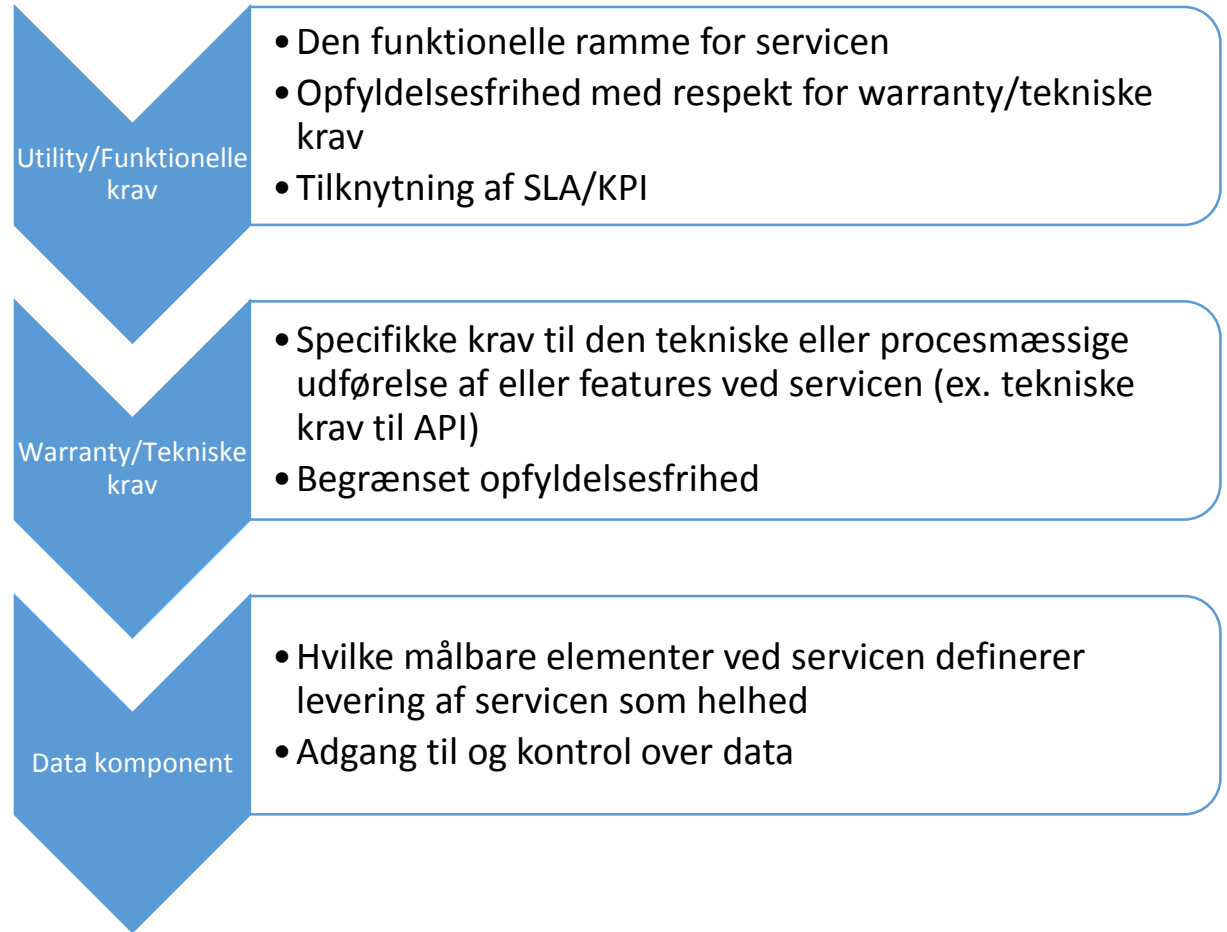 Utility/Funktionelle
krav
•Den funktionelle ramme for servicen
•Opfyldelsesfrihed med respekt for warranty/tekniske
krav
•Tilknytning af SLA/KPI
Warranty/Tekniske
krav
•Specifikke krav til den tekniske eller procesmæssige
udførelse af eller features ved servicen (ex. tekniske
krav til API)
•Begrænset opfyldelsesfrihed
Data komponent
•Hvilke målbare elementer ved servicen definerer
levering af servicen som helhed
•Adgang til og kontrol over data